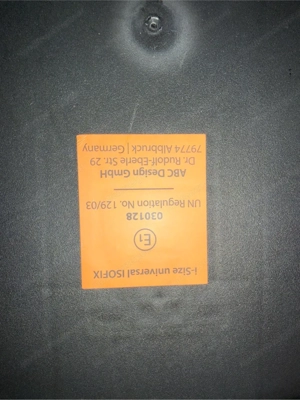 i-Size universal ISOFIX
E1
030128
UN Regulation No. 129/03
ABC Design GmbH
Dr. Rudolf-Eberle Str. 29
79774 Albbruck | Germany